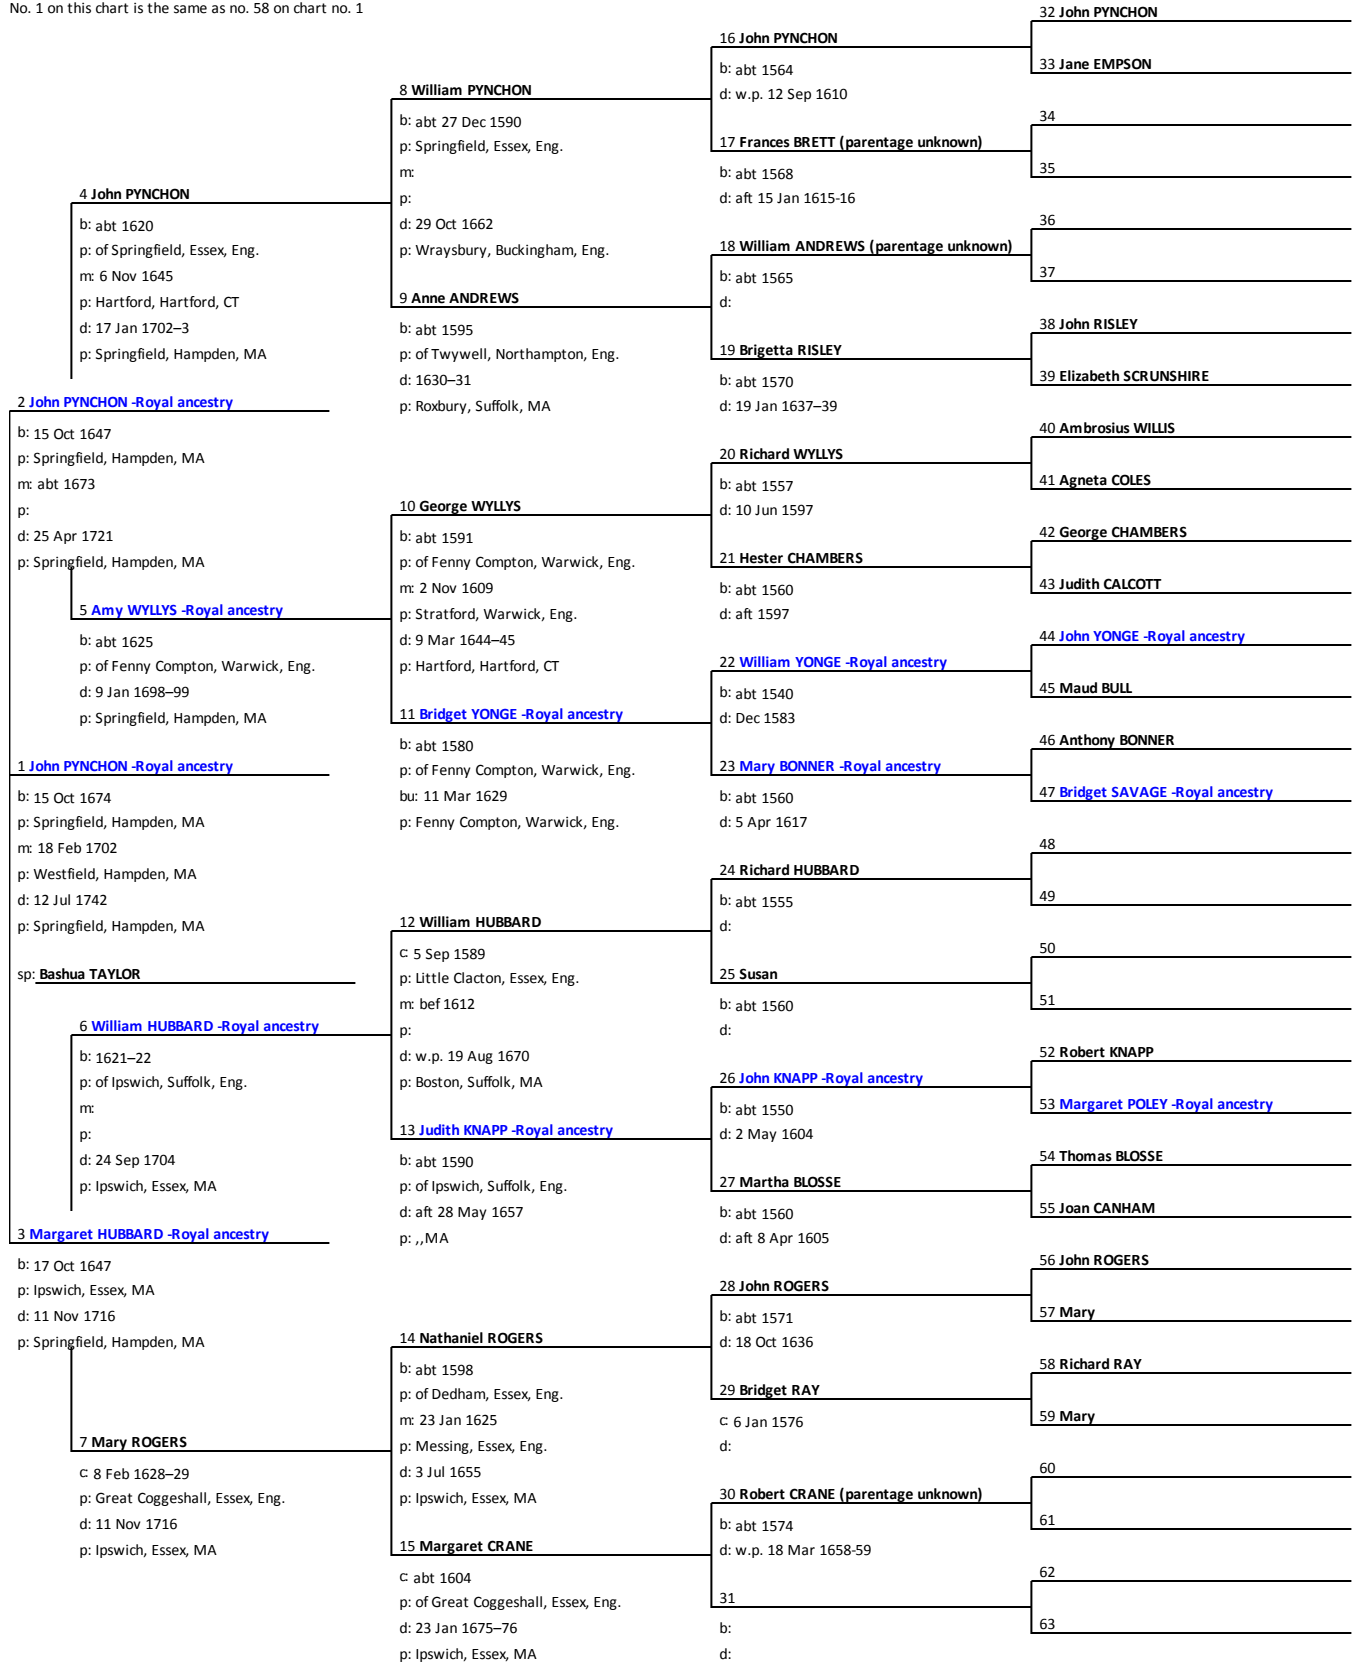 No. 1 on this chart is the same as no. 58 on chart no. 1
2 John PYNCHON -Royal ancestry
b: 15 Oct 1647
p: Springfield, Hampden, MA
m: abt 1673
p:
d: 25 Apr 1721
p: Springfield, Hampden, MA
1 John PYNCHON -Royal ancestry
b: 15 Oct 1674
p: Springfield, Hampden, MA
m: 18 Feb 1702
p: Westfield, Hampden, MA
d: 12 Jul 1742
p: Springfield, Hampden, MA
sp: Bashua TAYLOR
3 Margaret HUBBARD -Royal ancestry
b: 17 Oct 1647
p: Ipswich, Essex, MA
d: 11 Nov 1716
p: Springfield, Hampden, MA
4 John PYNCHON
b: abt 1620
p: of Springfield, Essex, Eng.
m: 6 Nov 1645
p: Hartford, Hartford, CT
d: 17 Jan 1702–3
p: Springfield, Hampden, MA
5 Amy WYLLYS -Royal ancestry
b: abt 1625
p: of Fenny Compton, Warwick, Eng.
d: 9 Jan 1698–99
p: Springfield, Hampden, MA
6 William HUBBARD -Royal ancestry
b: 1621–22
p: of Ipswich, Suffolk, Eng.
m:
p:
d: 24 Sep 1704
p: Ipswich, Essex, MA
7 Mary ROGERS
c: 8 Feb 1628–29
p: Great Coggeshall, Essex, Eng.
d: 11 Nov 1716
p: Ipswich, Essex, MA
8 William PYNCHON
b: abt 27 Dec 1590
p: Springfield, Essex, Eng.
m:
p:
d: 29 Oct 1662
p: Wraysbury, Buckingham, Eng.
9 Anne ANDREWS
b: abt 1595
p: of Twywell, Northampton, Eng.
d: 1630–31
p: Roxbury, Suffolk, MA
10 George WYLLYS
b: abt 1591
p: of Fenny Compton, Warwick, Eng.
m: 2 Nov 1609
p: Stratford, Warwick, Eng.
d: 9 Mar 1644–45
p: Hartford, Hartford, CT
11 Bridget YONGE -Royal ancestry
b: abt 1580
p: of Fenny Compton, Warwick, Eng.
bu: 11 Mar 1629
p: Fenny Compton, Warwick, Eng.
12 William HUBBARD
c: 5 Sep 1589
p: Little Clacton, Essex, Eng.
m: bef 1612
p:
d: w.p. 19 Aug 1670
p: Boston, Suffolk, MA
13 Judith KNAPP -Royal ancestry
b: abt 1590
p: of Ipswich, Suffolk, Eng.
d: aft 28 May 1657
p: ,,MA
14 Nathaniel ROGERS
b: abt 1598
p: of Dedham, Essex, Eng.
m: 23 Jan 1625
p: Messing, Essex, Eng.
d: 3 Jul 1655
p: Ipswich, Essex, MA
15 Margaret CRANE
c: abt 1604
p: of Great Coggeshall, Essex, Eng.
d: 23 Jan 1675–76
p: Ipswich, Essex, MA
16 John PYNCHON
b: abt 1564
d: w.p. 12 Sep 1610
17 Frances BRETT (parentage unknown)
b: abt 1568
d: aft 15 Jan 1615-16
18 William ANDREWS (parentage unknown)
b: abt 1565
d:
19 Brigetta RISLEY
b: abt 1570
d: 19 Jan 1637–39
20 Richard WYLLYS
b: abt 1557
d: 10 Jun 1597
21 Hester CHAMBERS
b: abt 1560
d: aft 1597
22 William YONGE -Royal ancestry
b: abt 1540
d: Dec 1583
23 Mary BONNER -Royal ancestry
b: abt 1560
d: 5 Apr 1617
24 Richard HUBBARD
b: abt 1555
d:
25 Susan
b: abt 1560
d:
26 John KNAPP -Royal ancestry
b: abt 1550
d: 2 May 1604
27 Martha BLOSSE
b: abt 1560
d: aft 8 Apr 1605
28 John ROGERS
b: abt 1571
d: 18 Oct 1636
29 Bridget RAY
c: 6 Jan 1576
d:
30 Robert CRANE (parentage unknown)
b: abt 1574
d: w.p. 18 Mar 1658-59
31
b:
d:
32 John PYNCHON
33 Jane EMPSON
34
35
36
37
38 John RISLEY
39 Elizabeth SCRUNSHIRE
40 Ambrosius WILLIS
41 Agneta COLES
42 George CHAMBERS
43 Judith CALCOTT
44 John YONGE -Royal ancestry
45 Maud BULL
46 Anthony BONNER
47 Bridget SAVAGE -Royal ancestry
48
49
50
51
52 Robert KNAPP
53 Margaret POLEY -Royal ancestry
54 Thomas BLOSSE
55 Joan CANHAM
56 John ROGERS
57 Mary
58 Richard RAY
59 Mary
60
61
62
63